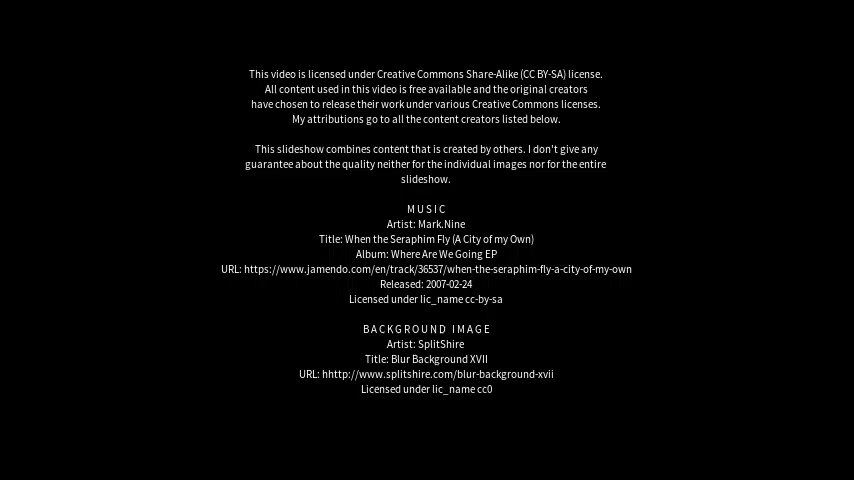 This video is licensed under Creative Commons Share-Alike (CC BY-SA) license.
All content used in this video is free available and the original creators
have chosen to release their work under various Creative Commons licenses.
My attributions go to all the content creators listed below.
This slideshow combines content that is created by others. I don't give any
guarantee about the quality neither for the individual images nor for the entire
slideshow.
MUSIC
Artist: Mark.Nine
Title: When the Seraphim Fly (A City of my Own)
Album: Where Are We Going EP
URL: https://www.jamendo.com/en/track/36537/when-the-seraphim-fly-a-city-of-my-own
Released: 2007-02-24
Licensed under lic_name cc-by-sa
BACKGROUND IMAGE
Artist: SplitShire
Title: Blur Background XVII
URL: hhttp://www.splitshire.com/blur-background-xvii
Licensed under lic_name cc0